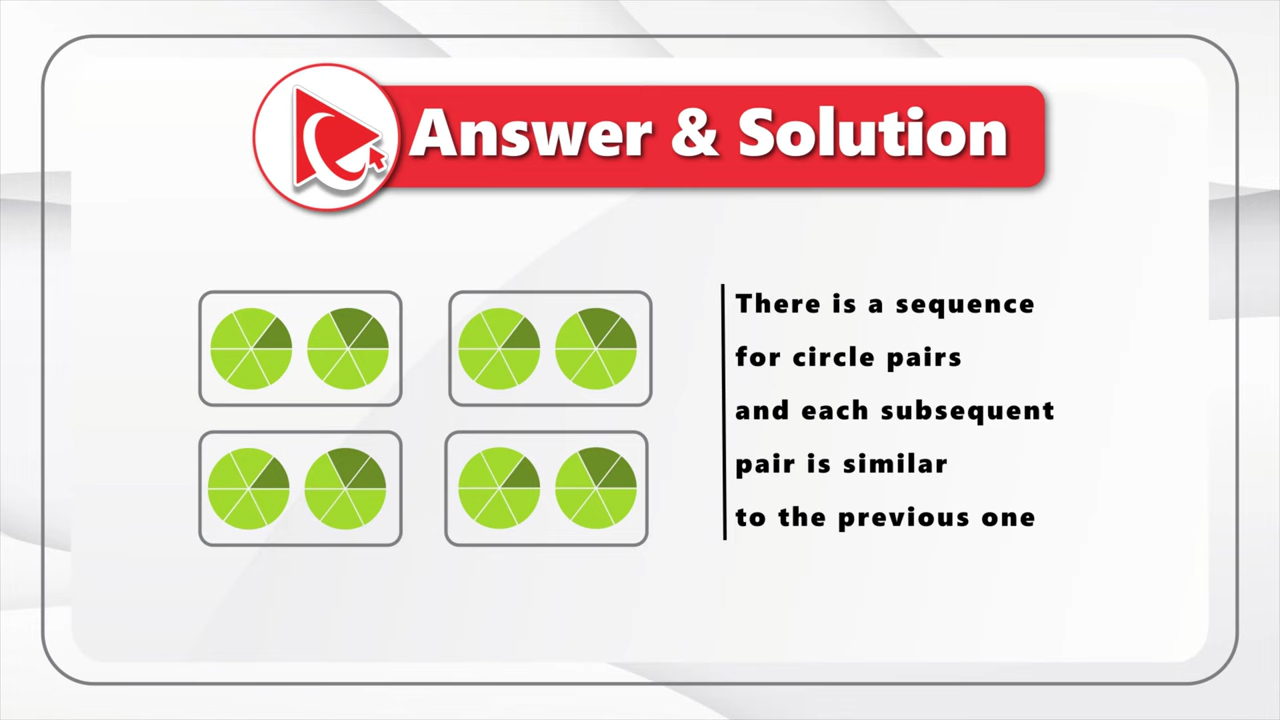 Answer & Solution
There is a sequence
for circle pairs
and each subsequent
pair is similar
to the previous one